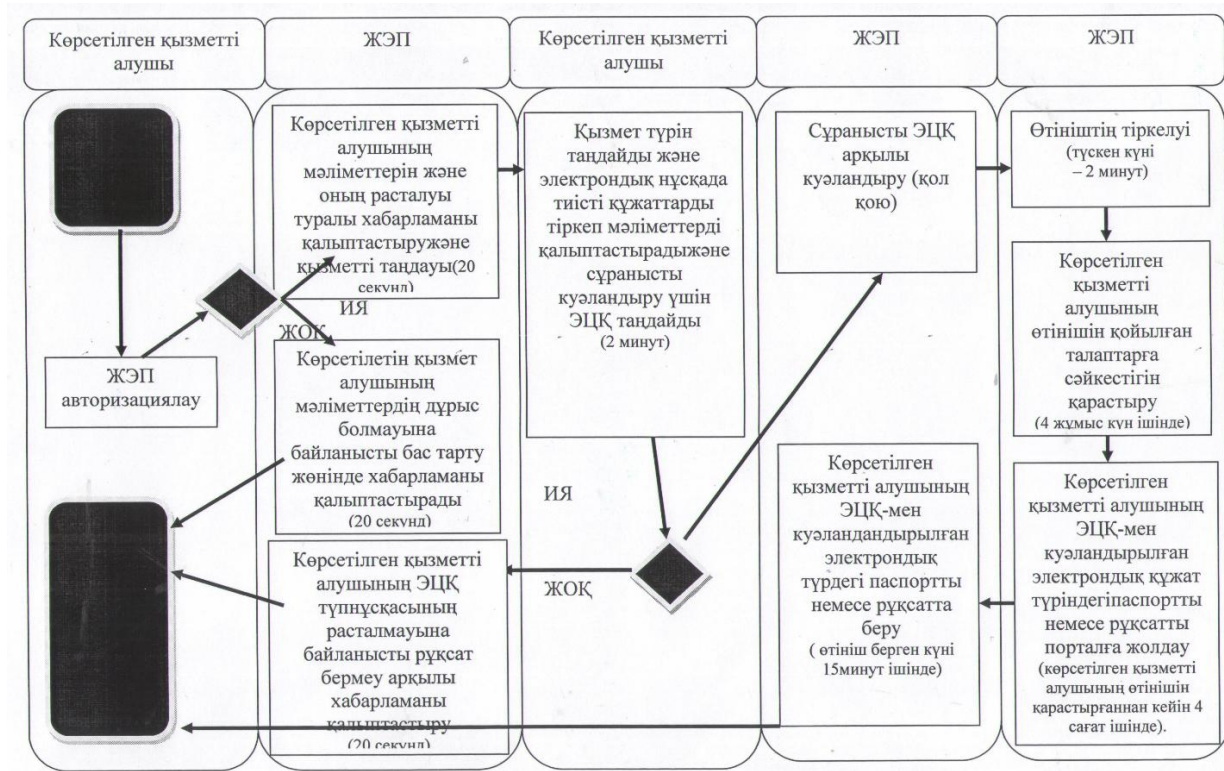 Көрсетілген қызметті
алушы
ЖЭП
Көрсетілген қызметті
алушы
ЖЭП
ЖЭП
Көрсетілген қызметті
алушының
мәліметтерін және
оның расталуы
туралы хабарламаны
қалыптастыружәне
қызметті таңдауы(20
секунд)
ИЯ
ЖОҚ
ЖЭП
авторизациялау
Көрсетілетін қызмет
алушының
мәліметтердің дұрыс
болмауына
байланысты бас тарту
жөнінде хабарламаны
қалыптастырады
(20 секунд)
Көрсетілген қызметті
алушының ЭЦҚ
түпнұсқасының
расталмауына
байланысты рұқсат
бермеу арқылы
хабарламаны
қалыптастыру
(20 секунд)
Қызмет түрін
таңдайды және
электрондық нұсқада
тиісті құжаттарды
тіркеп мәліметтерді
қалыптастырадыжәне
сұранысты
куәландыру үшін
ЭЦҚ таңдайды
(2 минут)
ИЯ
ЖОҚ
Сұранысты ЭЦҚ
арқылы
куәландыру (қол
қою)
Көрсетілген
қызметті алушының
ЭЦҚ-мен
куәландандырылған
электрондық
түрдегі паспортты
немесе рұқсатта
беру
( өтініш берген күні
15минут ішінде)
Өтініштің тіркелуі
(түскен күні
– 2 минут)
Көрсетілген
қызметті
алушының
өтінішін қойылған
талаптарға
сәйкестігін
қарастыру
(4 жұмыс күн ішінде)
Көрсетілген
қызметті алушының
ЭЦҚ-мен
куәландырылған
электрондық құжат
түріндегіпаспортты
немесе рұқсатты
порталға жолдау
(көрсетілген қызметті
алушының өтінішін
қарастырғаннан кейін 4
сағат ішінде).